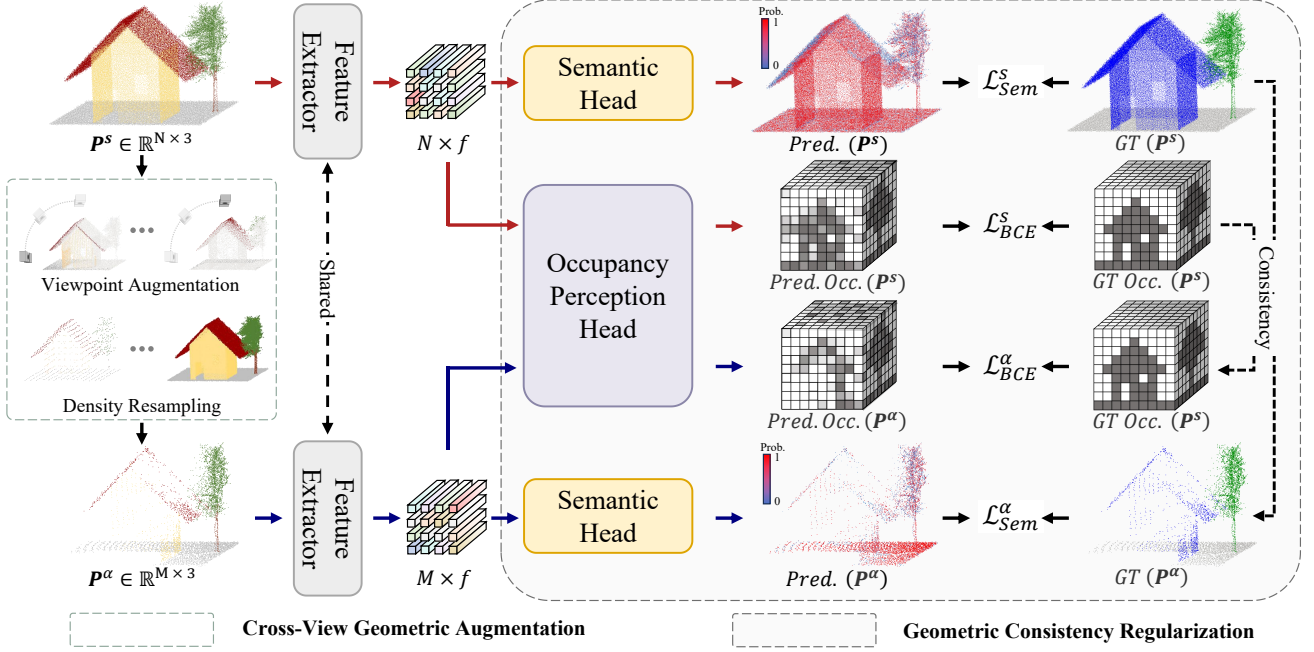 Feature
Extractor
Semantic
Head
Prob.
1
0
ℒ^s_Sem
P^s ∈ ℝ^{N×3}
N × f
Pred. (P^s)
GT (P^s)
Viewpoint Augmentation
Density Resampling
Shared
Occupancy
Perception
Head
ℒ^s_BCE
Pred. Occ. (P^s)
GT Occ. (P^s)
Consistency
ℒ^α_BCE
Pred. Occ. (P^α)
GT Occ. (P^s)
Feature
Extractor
Semantic
Head
Prob.
1
0
ℒ^α_Sem
P^α ∈ ℝ^{M×3}
M × f
Pred. (P^α)
GT (P^α)
Cross-View Geometric Augmentation
Geometric Consistency Regularization